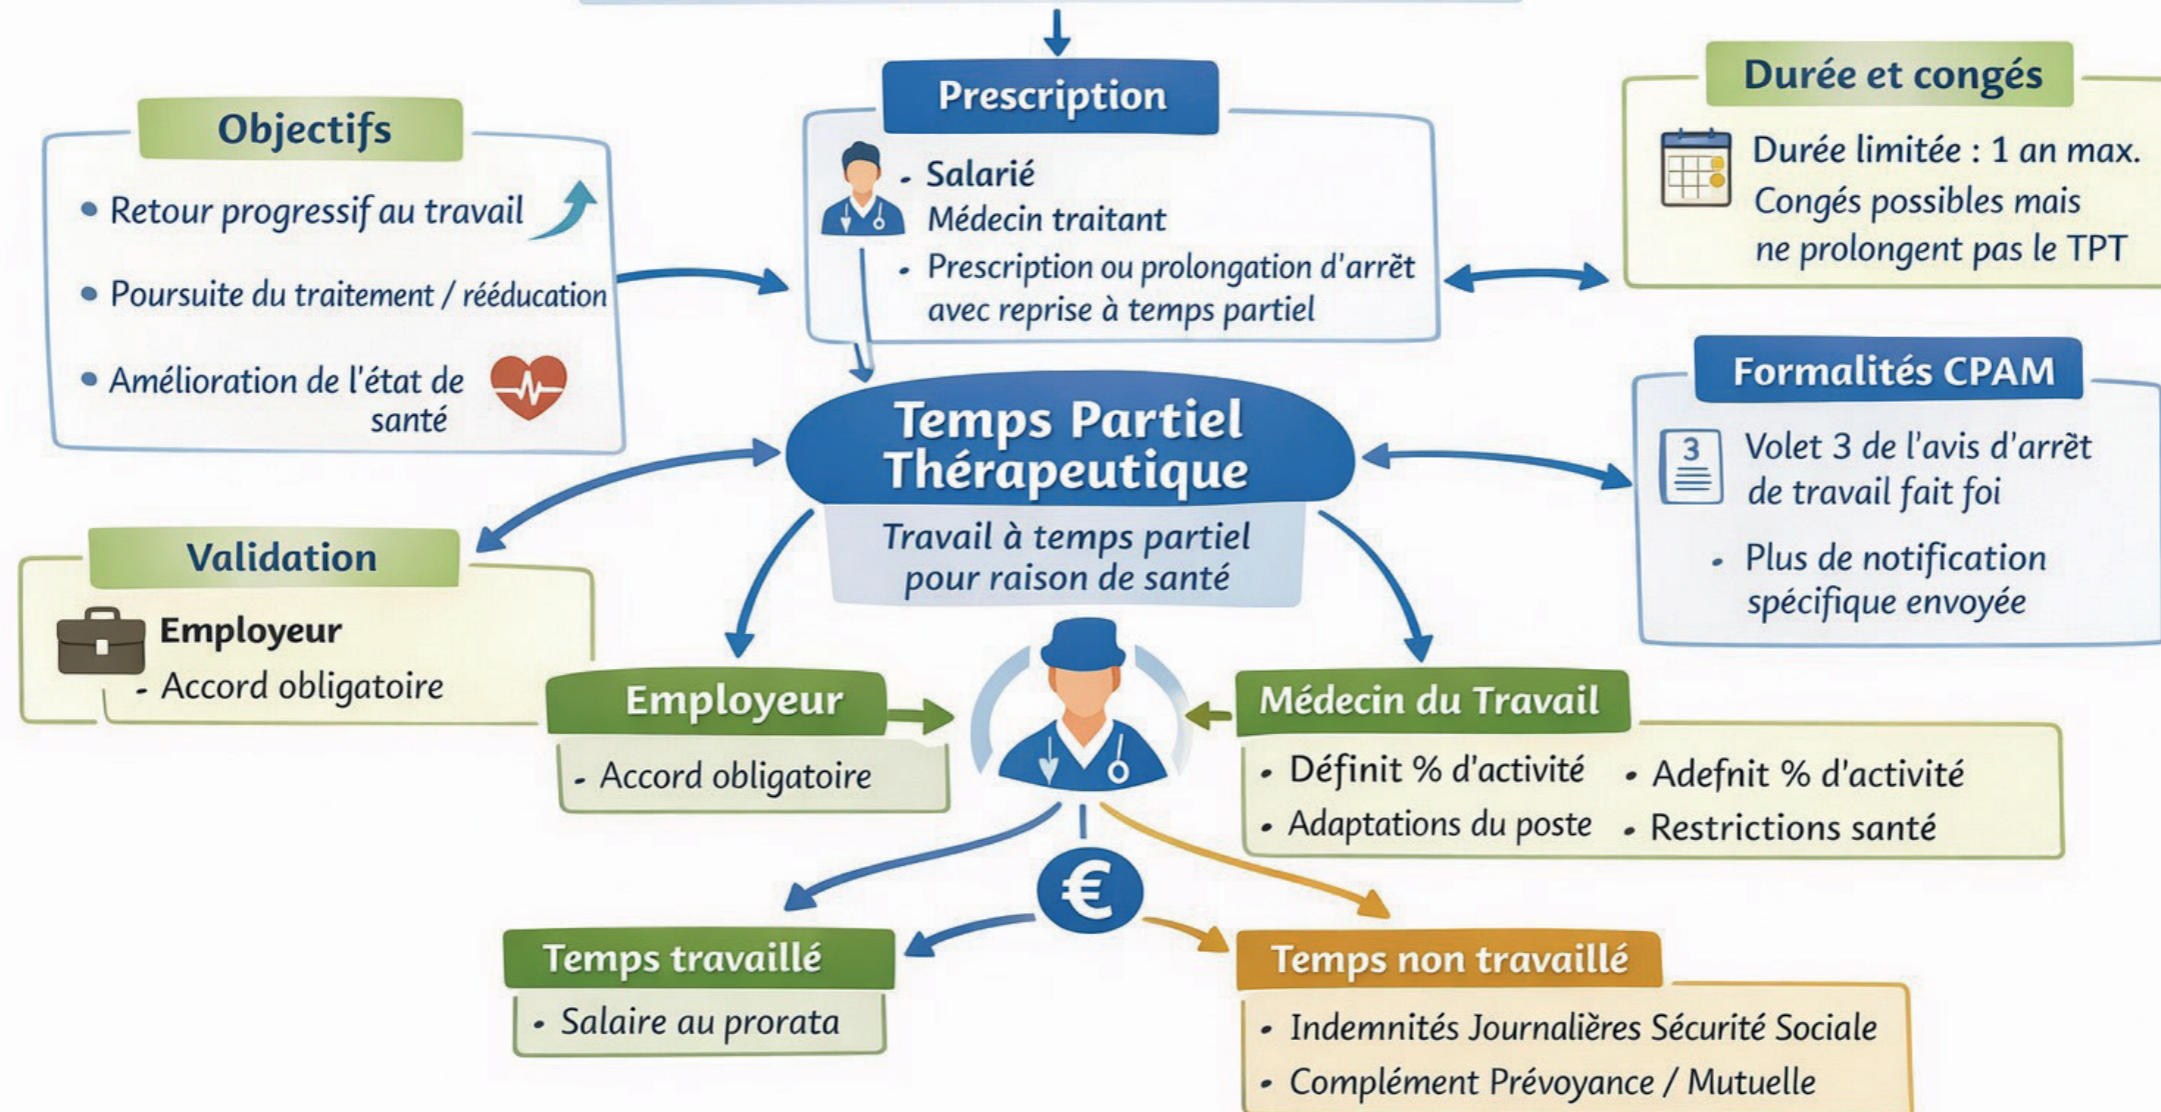 Objectifs
Retour progressif au travail
Poursuite du traitement / rééducation
Amélioration de l'état de
santé
Prescription
- Salarié
Médecin traitant
Prescription ou prolongation d'arrêt
avec reprise à temps partiel
Durée et congés
Durée limitée : 1 an max.
Congés possibles mais
ne prolongent pas le TPT
Formalités CPAM
3
Volet 3 de l'avis d'arrêt
de travail fait foi
Plus de notification
spécifique envoyée
Temps Partiel
Thérapeutique
Travail à temps partiel
pour raison de santé
Validation
Employeur
- Accord obligatoire
Employeur
- Accord obligatoire
Médecin du Travail
• Définit % d'activité
• Adaptations du poste
• Adefnit % d'activité
• Restrictions santé
€
Temps travaillé
• Salaire au prorata
Temps non travaillé
• Indemnités Journalières Sécurité Sociale
• Complément Prévoyance / Mutuelle